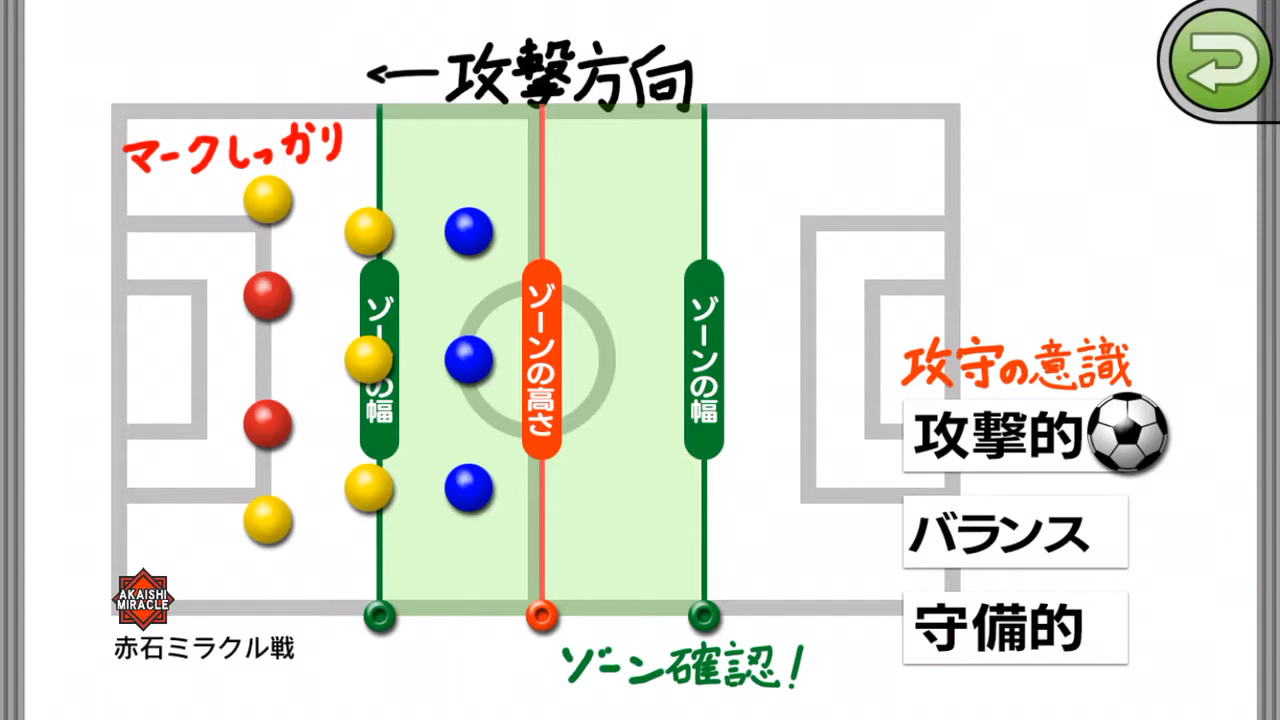 ←攻撃方向
マークしっかり
ゾーンの幅
ゾーンの高さ
ゾーンの幅
攻守の意識
攻撃的
バランス
守備的
AKAISHI
MIRACLE
赤石ミラクル戦
ゾーン確認!